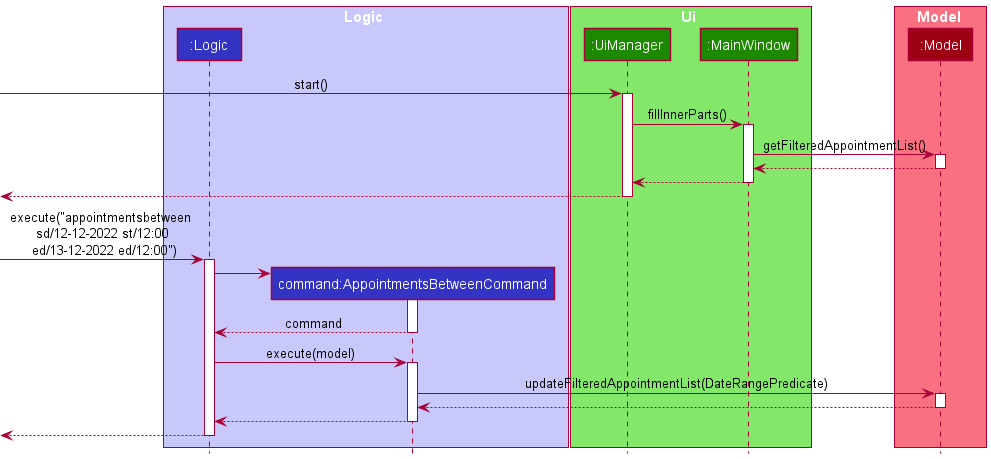 Logic
Ui
Model
:Logic
:UiManager
:MainWindow
:Model
start()
fillInnerParts()
getFilteredAppointmentList()
execute("appointmentsbetween
sd/12-12-2022 st/12:00
ed/13-12-2022 ed/12:00")
command:AppointmentsBetweenCommand
command
execute(model)
updateFilteredAppointmentList(DateRangePredicate)